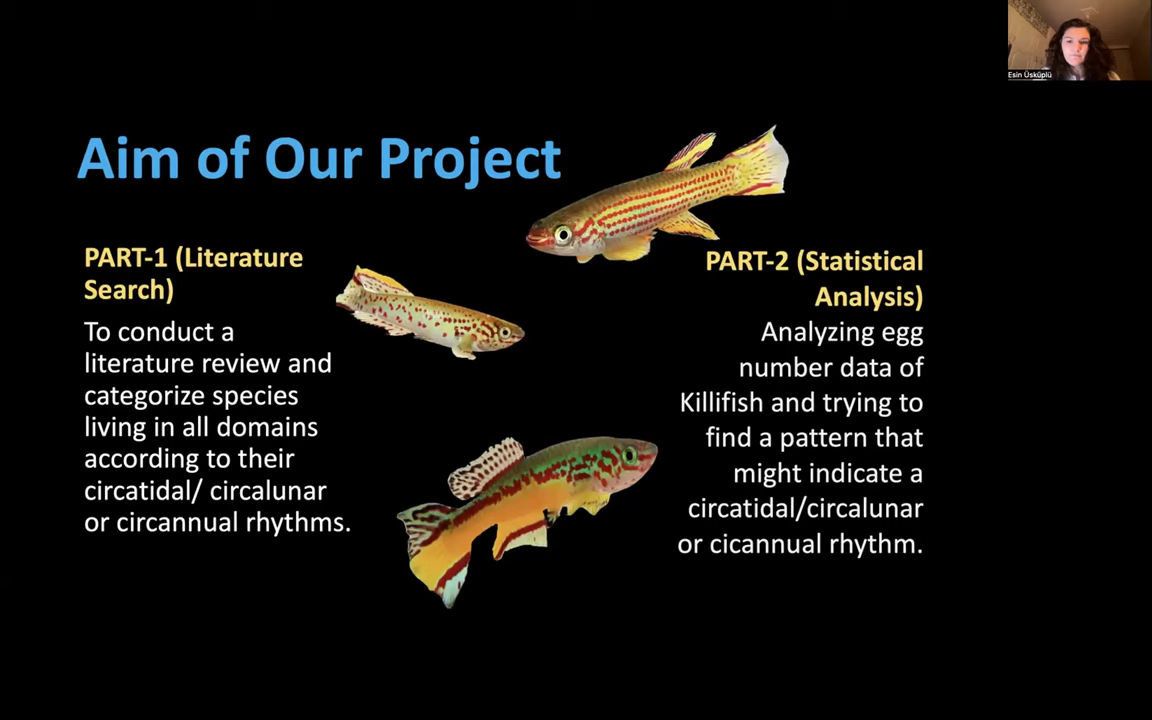 Esin Üsküplü
Aim of Our Project
PART-1 (Literature
Search)
To conduct a
literature review and
categorize species
living in all domains
according to their
circatidal/ circalunar
or circannual rhythms.
PART-2 (Statistical
Analysis)
Analyzing egg
number data of
Killifish and trying to
find a pattern that
might indicate a
circatidal/circalunar
or cicannual rhythm.